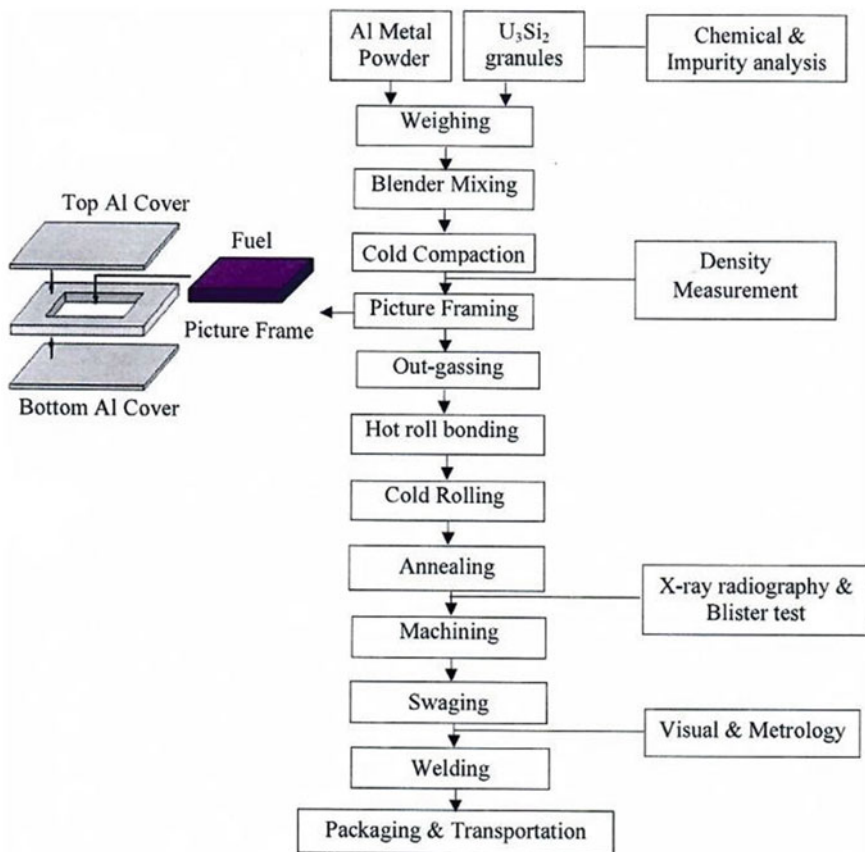 Al Metal
Powder
U₃Si₂
granules
Chemical &
Impurity analysis
Weighing
Blender Mixing
Top Al Cover
Fuel
Cold Compaction
Density
Measurement
Picture Framing
Picture Frame
Out-gassing
Bottom Al Cover
Hot roll bonding
Cold Rolling
Annealing
X-ray radiography &
Blister test
Machining
Swaging
Visual & Metrology
Welding
Packaging & Transportation